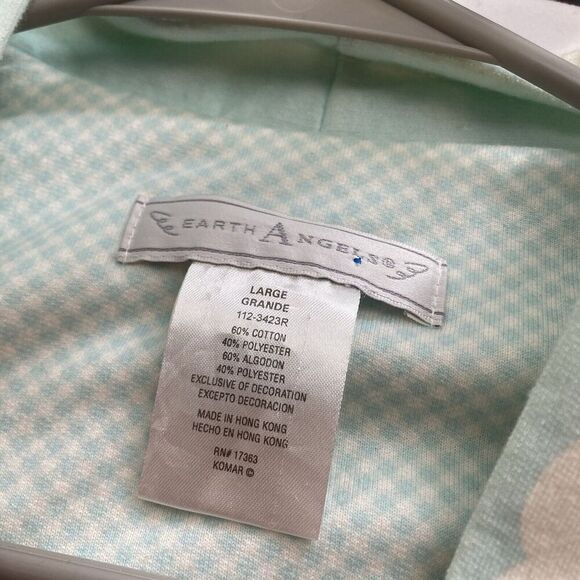 EARTH ANGELS®
LARGE
GRANDE
112-3423R
60% COTTON
40% POLYESTER
60% ALGODON
40% POLYESTER
EXCLUSIVE OF DECORATION
EXCEPTO DECORACION
MADE IN HONG KONG
HECHO EN HONG KONG
RN# 17363
KOMAR ©